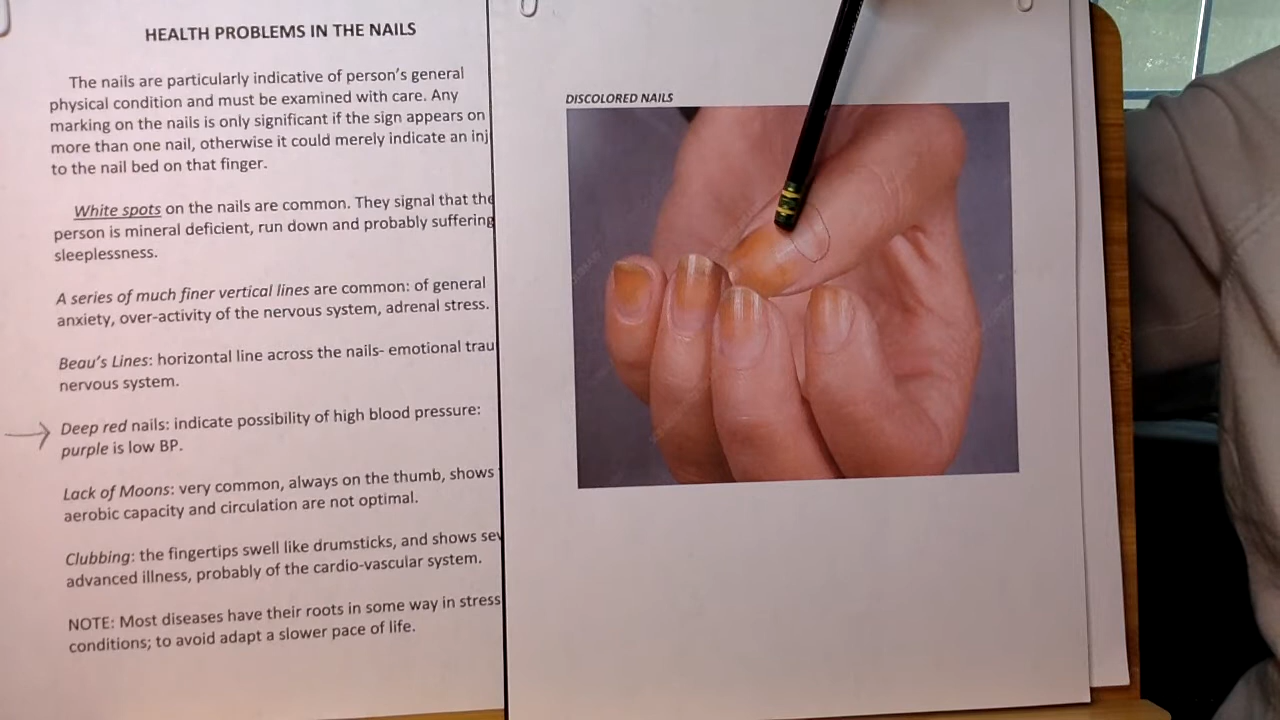 HEALTH PROBLEMS IN THE NAILS
The nails are particularly indicative of person's general
physical condition and must be examined with care. Any
marking on the nails is only significant if the sign appears on
more than one nail, otherwise it could merely indicate an inj
to the nail bed on that finger.
White spots on the nails are common. They signal that the
person is mineral deficient, run down and probably suffering
sleeplessness.
A series of much finer vertical lines are common: of general
anxiety, over-activity of the nervous system, adrenal stress.
Beau's Lines: horizontal line across the nails- emotional trau
nervous system.
Deep red nails: indicate possibility of high blood pressure:
purple is low BP.
Lack of Moons: very common, always on the thumb, shows
aerobic capacity and circulation are not optimal.
Clubbing: the fingertips swell like drumsticks, and shows sev
advanced illness, probably of the cardio-vascular system.
NOTE: Most diseases have their roots in some way in stress
conditions; to avoid adapt a slower pace of life.
DISCOLORED NAILS